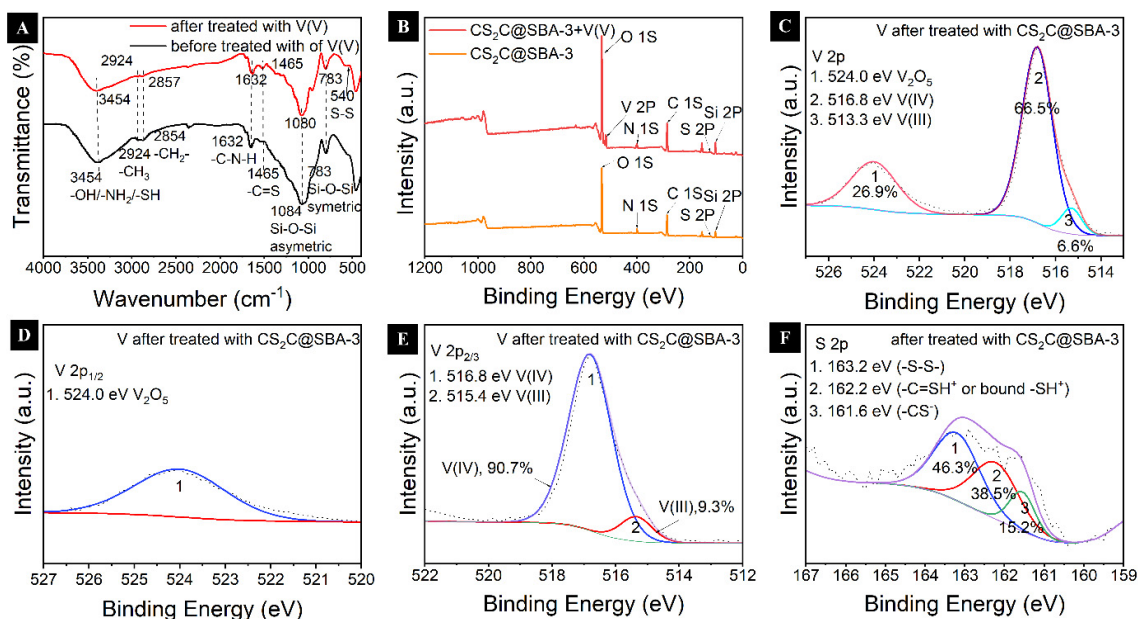 A
after treated with V(V)
before treated with of V(V)
2924
2857
3454
1632
1465
783
540
S-S
1080
3454
-OH/-NH₂/-SH
2924
-CH₃
2854
-CH₂-
1632
-C-N-H
1465
-C=S
1084
Si-O-Si
asymetric
783
Si-O-Si
symetric
Transmittance (%)
4000 3000 2500 2000 1500 1000 500
Wavenumber (cm⁻¹)
B
CS₂C@SBA-3+V(V)
CS₂C@SBA-3
O 1S
V 2P
N 1S
C 1S
S 2P
Si 2P
O 1S
N 1S
C 1S
S 2P
Si 2P
Intensity (a.u.)
1200 1000 800 600 400 200 0
Binding Energy (eV)
C
V after treated with CS₂C@SBA-3
V 2p
1. 524.0 eV V₂O₅
2. 516.8 eV V(IV)
3. 513.3 eV V(III)
1
26.9%
2
66.5%
3
6.6%
Intensity (a.u.)
526 524 522 520 518 516 514
Binding Energy (eV)
D
V after treated with CS₂C@SBA-3
V 2p₁/₂
1. 524.0 eV V₂O₅
1
Intensity (a.u.)
527 526 525 524 523 522 521 520
Binding Energy (eV)
E
V after treated with CS₂C@SBA-3
V 2p₂/₃
1. 516.8 eV V(IV)
2. 515.4 eV V(III)
1
V(IV), 90.7%
2
V(III),9.3%
Intensity (a.u.)
522 520 518 516 514 512
Binding Energy (eV)
F
after treated with CS₂C@SBA-3
S 2p
1. 163.2 eV (-S-S-)
2. 162.2 eV (-C=SH⁺ or bound -SH⁺)
3. 161.6 eV (-CS⁻)
1
46.3%
2
38.5%
3
15.2%
Intensity (a.u.)
167 166 165 164 163 162 161 160 159
Binding Energy (eV)